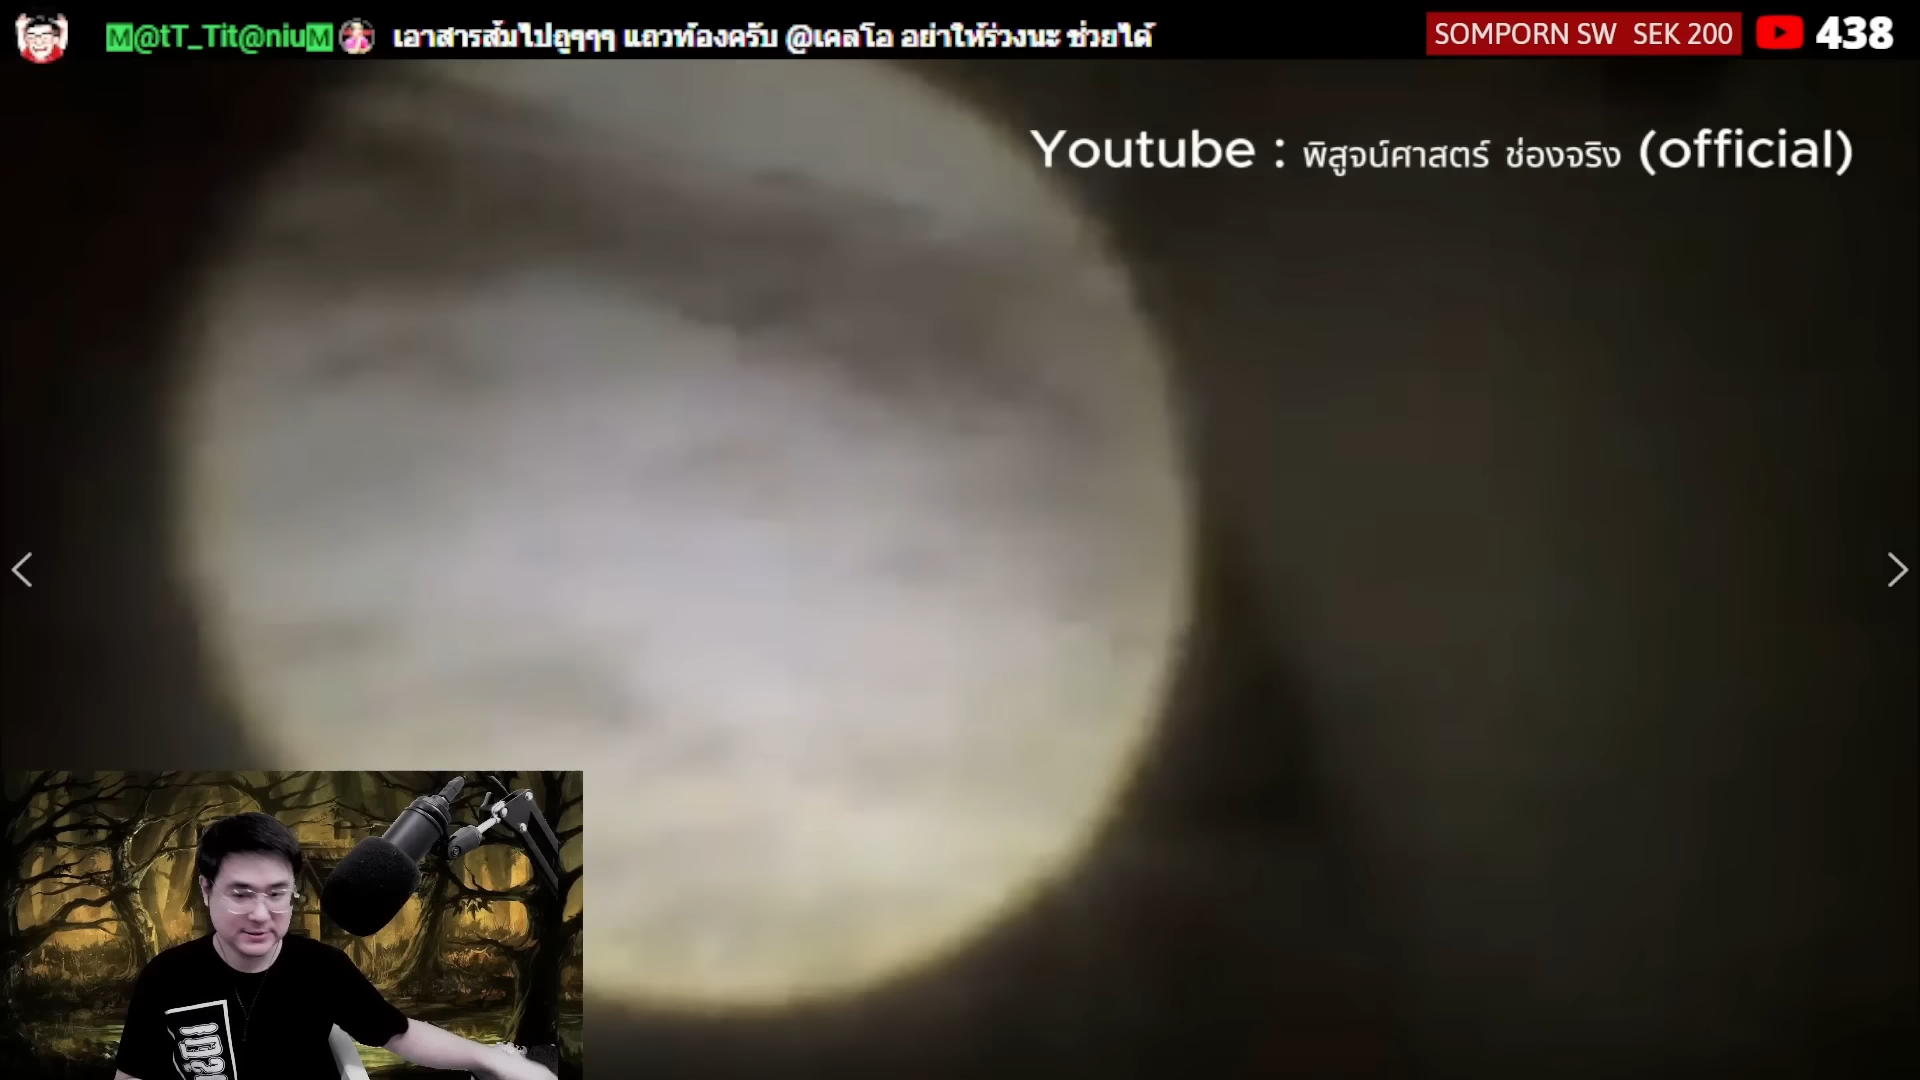 M@tT_Tit@niuM เอาสารส้มไปถูๆๆๆ แถวท้องครับ @เคลโอ อย่าให้ร่วงนะ ช่วยได้
SOMPORN SW SEK 200
438
Youtube : พิสูจน์ศาสตร์ ช่องจริง (official)